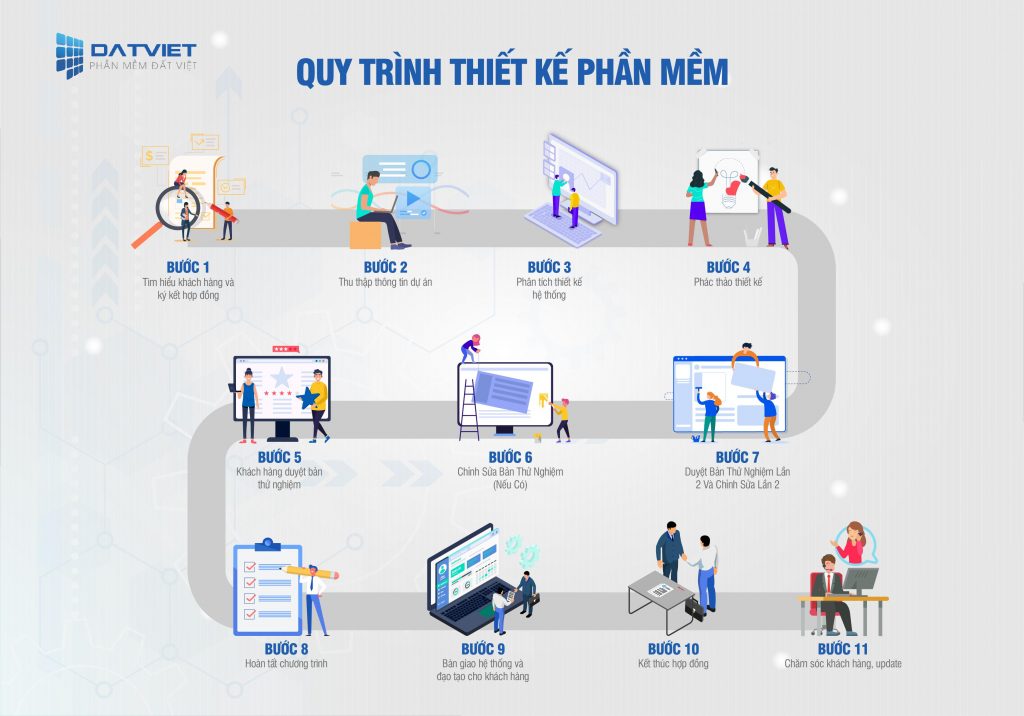 DATVIET
PHẦN MỀM ĐẤT VIỆT
QUY TRÌNH THIẾT KẾ PHẦN MỀM
BƯỚC 1
Tìm hiểu khách hàng và
ký kết hợp đồng
BƯỚC 2
Thu thập thông tin dự án
BƯỚC 3
Phân tích thiết kế
hệ thống
BƯỚC 4
Phác thảo thiết kế
BƯỚC 5
Khách hàng duyệt bản
thử nghiệm
BƯỚC 6
Chỉnh Sửa Bản Thử Nghiệm
(Nếu Có)
BƯỚC 7
Duyệt Bản Thử Nghiệm Lần
2 Và Chỉnh Sửa Lần 2
BƯỚC 8
Hoàn tất chương trình
BƯỚC 9
Bàn giao hệ thống và
đạo tạo cho khách hàng
BƯỚC 10
Kết thúc hợp đồng
BƯỚC 11
Chăm sóc khách hàng, update